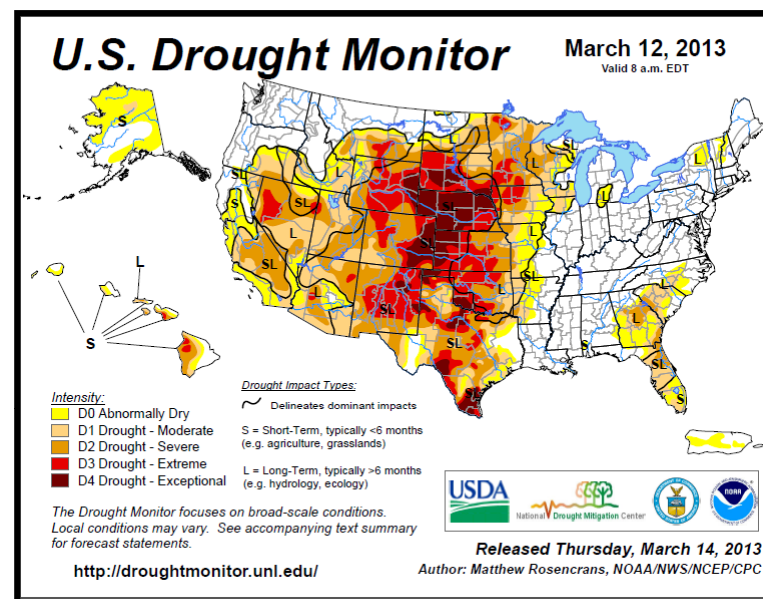 U.S. Drought Monitor
March 12, 2013
Valid 8 a.m. EDT
S
SL
S
L
SL
L
SL
L
SL
SL
SL
L
SL
L
L
L
SL
L
SL
L
S
L
L
SL
S
L
S
Intensity:
D0 Abnormally Dry
D1 Drought - Moderate
D2 Drought - Severe
D3 Drought - Extreme
D4 Drought - Exceptional
Drought Impact Types:
Delineates dominant impacts
S = Short-Term, typically <6 months
(e.g. agriculture, grasslands)
L = Long-Term, typically >6 months
(e.g. hydrology, ecology)
The Drought Monitor focuses on broad-scale conditions.
Local conditions may vary. See accompanying text summary
for forecast statements.
http://droughtmonitor.unl.edu/
USDA
National Drought Mitigation Center
NOAA
Released Thursday, March 14, 2013
Author: Matthew Rosencrans, NOAA/NWS/NCEP/CPC